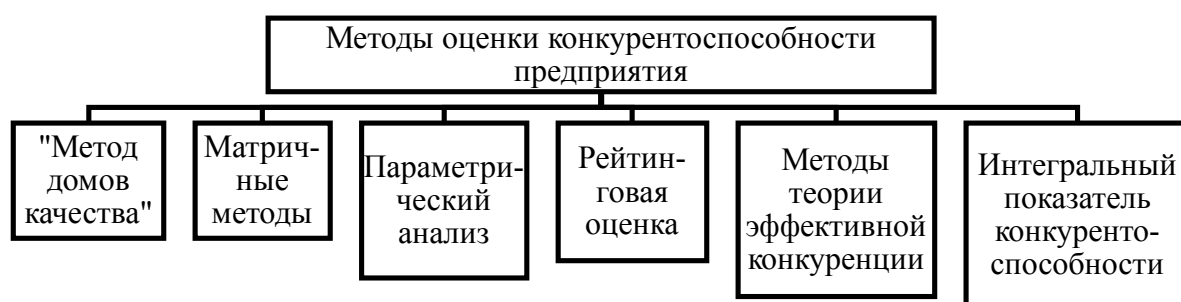 Методы оценки конкурентоспособности
предприятия
"Метод
домов
качества"
Матрич-
ные
методы
Параметри-
ческий
анализ
Рейтин-
говая
оценка
Методы
теории
эффективной
конкуренции
Интегральный
показатель
конкуренто-
способности